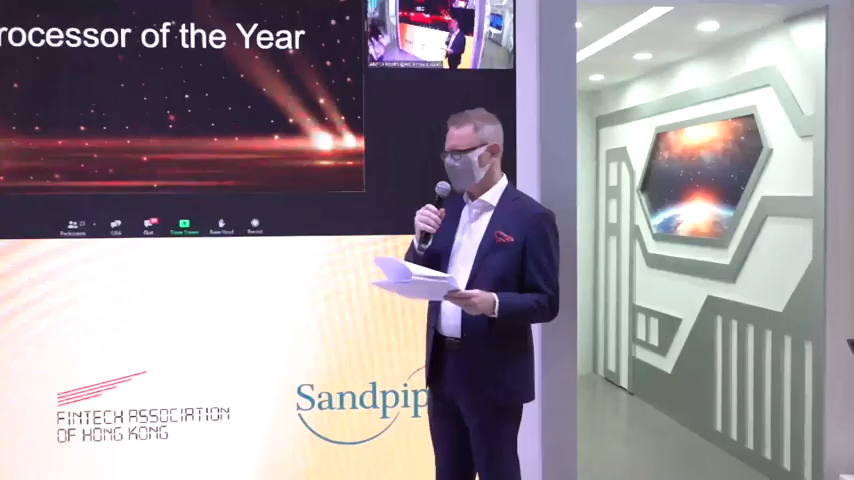 rocessor of the Year
FINTECH ASSOCIATION
OF HONG KONG
Sandpip